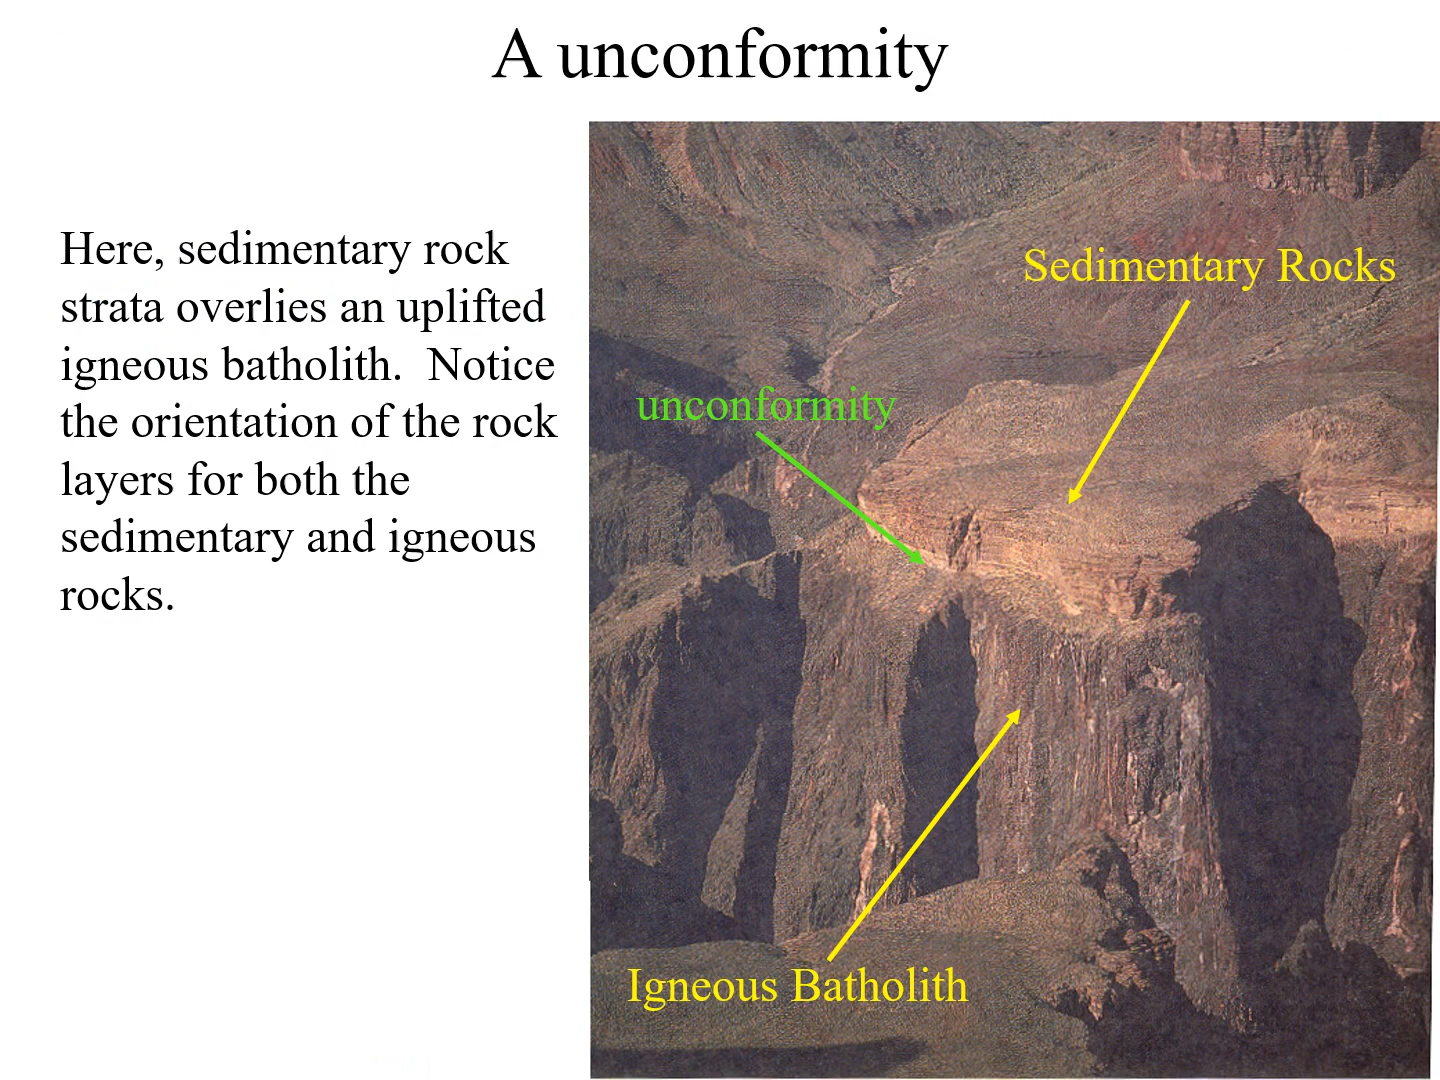 A unconformity
Here, sedimentary rock
strata overlies an uplifted
igneous batholith.  Notice
the orientation of the rock
layers for both the
sedimentary and igneous
rocks.
Sedimentary Rocks
unconformity
Igneous Batholith